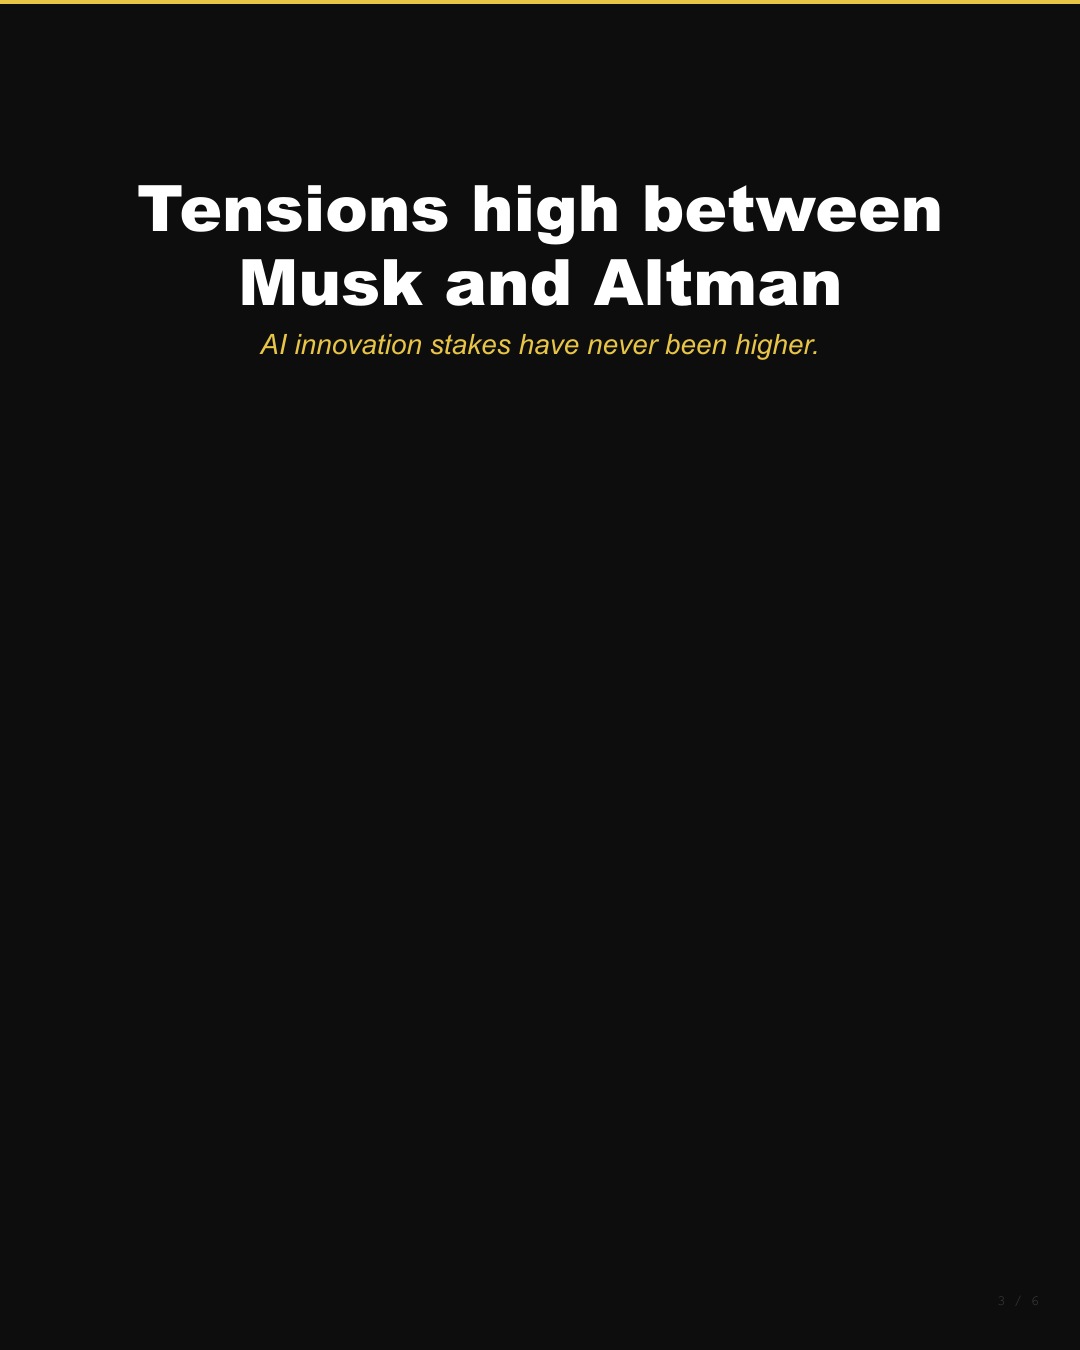 Tensions high between
Musk and Altman
AI innovation stakes have never been higher.
3 / 6